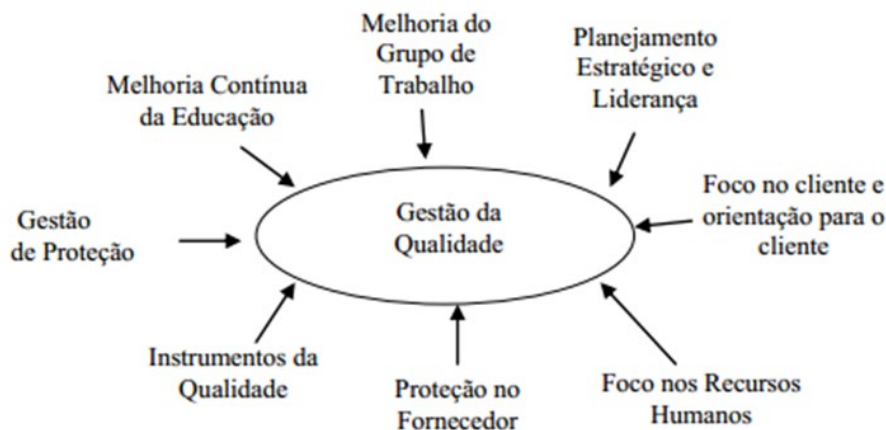 Melhoria do
Grupo de
Trabalho
Planejamento
Estratégico e
Liderança
Melhoria Contínua
da Educação
Foco no cliente e
orientação para o
cliente
Gestão
de Proteção
Gestão da
Qualidade
Instrumentos da
Qualidade
Proteção no
Fornecedor
Foco nos Recursos
Humanos